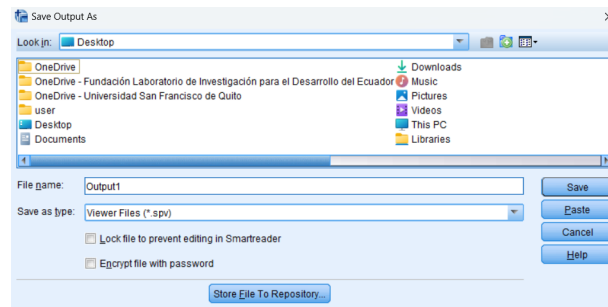 Save Output As
Look in: Desktop
OneDrive
OneDrive - Fundación Laboratorio de Investigación para el Desarrollo del Ecuador
OneDrive - Universidad San Francisco de Quito
user
Desktop
Documents
Downloads
Music
Pictures
Videos
This PC
Libraries
File name: Output1
Save as type: Viewer Files (*.spv)
Lock file to prevent editing in Smartreader
Encrypt file with password
Save
Paste
Cancel
Help
Store File To Repository...